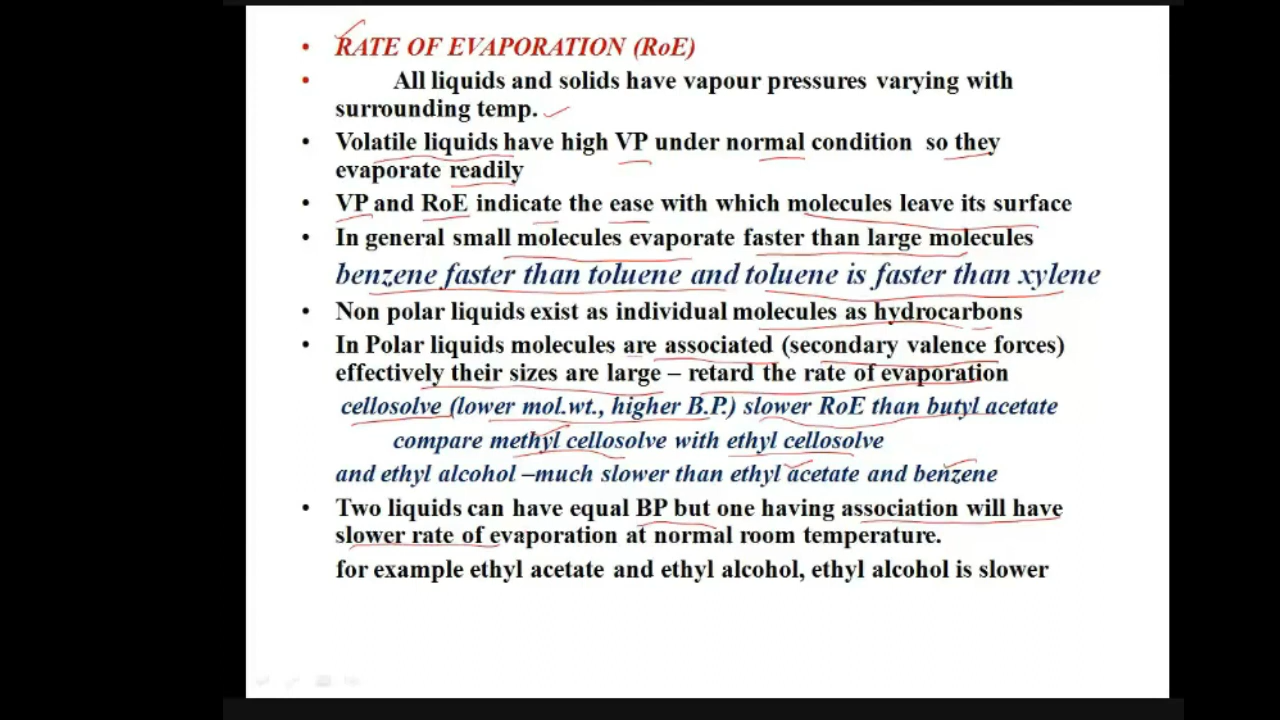 • RATE OF EVAPORATION (RoE)
• All liquids and solids have vapour pressures varying with
surrounding temp.
• Volatile liquids have high VP under normal condition so they
evaporate readily
• VP and RoE indicate the ease with which molecules leave its surface
• In general small molecules evaporate faster than large molecules
benzene faster than toluene and toluene is faster than xylene
• Non polar liquids exist as individual molecules as hydrocarbons
• In Polar liquids molecules are associated (secondary valence forces)
effectively their sizes are large – retard the rate of evaporation
cellosolve (lower mol.wt., higher B.P.) slower RoE than butyl acetate
compare methyl cellosolve with ethyl cellosolve
and ethyl alcohol –much slower than ethyl acetate and benzene
• Two liquids can have equal BP but one having association will have
slower rate of evaporation at normal room temperature.
for example ethyl acetate and ethyl alcohol, ethyl alcohol is slower